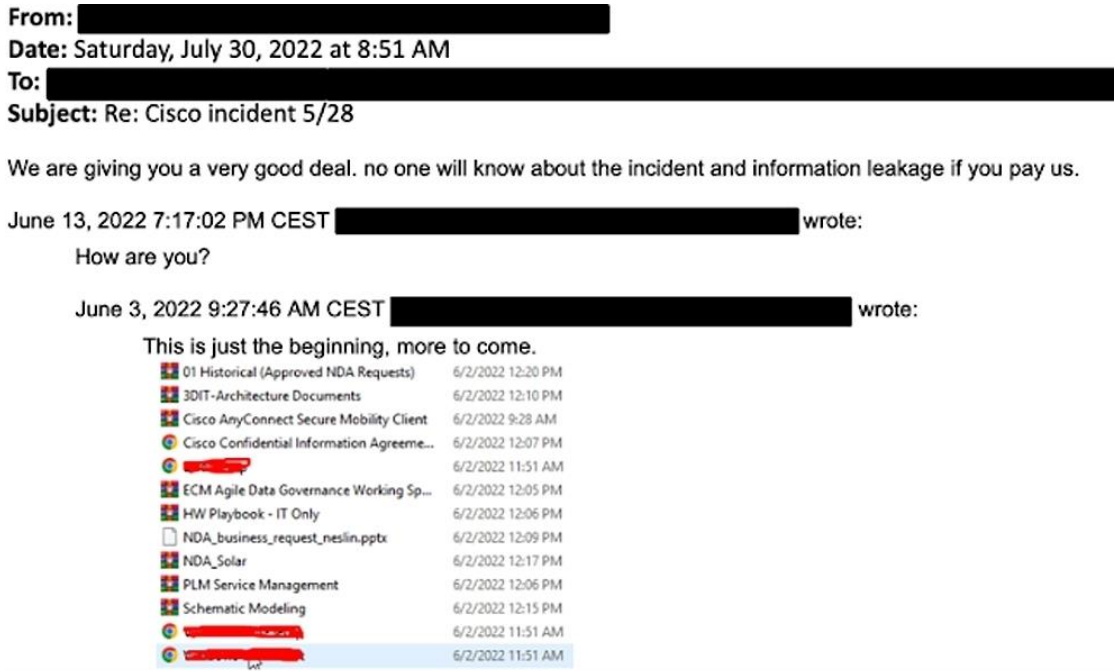 From:
Date: Saturday, July 30, 2022 at 8:51 AM
To:
Subject: Re: Cisco incident 5/28
We are giving you a very good deal. no one will know about the incident and information leakage if you pay us.
June 13, 2022 7:17:02 PM CEST wrote:
How are you?
June 3, 2022 9:27:46 AM CEST wrote:
This is just the beginning, more to come.
01 Historical (Approved NDA Requests) 6/2/2022 12:20 PM
3DIT-Architecture Documents 6/2/2022 12:10 PM
Cisco AnyConnect Secure Mobility Client 6/2/2022 9:28 AM
Cisco Confidential Information Agreeme... 6/2/2022 12:07 PM
6/2/2022 11:51 AM
ECM Agile Data Governance Working Sp... 6/2/2022 12:05 PM
HW Playbook - IT Only 6/2/2022 12:06 PM
NDA_business_request_neslin.pptx 6/2/2022 12:09 PM
NDA_Solar 6/2/2022 12:17 PM
PLM Service Management 6/2/2022 12:06 PM
Schematic Modeling 6/2/2022 12:15 PM
6/2/2022 11:51 AM
6/2/2022 11:51 AM